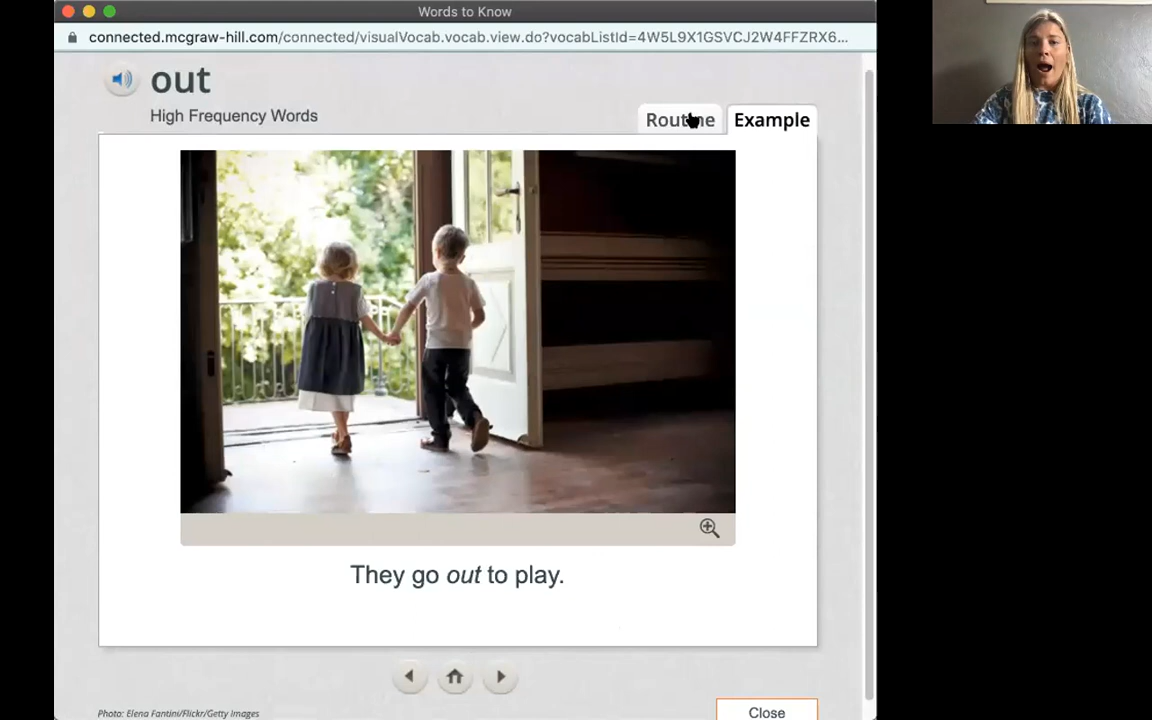 Words to Know
connected.mcgraw-hill.com/connected/visualVocab.vocab.view.do?vocabListId=4W5L9X1GSVCJ2W4FFZRX6...
out
High Frequency Words
Routine Example
They go out to play.
Photo: Elena Fantini/Flickr/Getty Images
Close